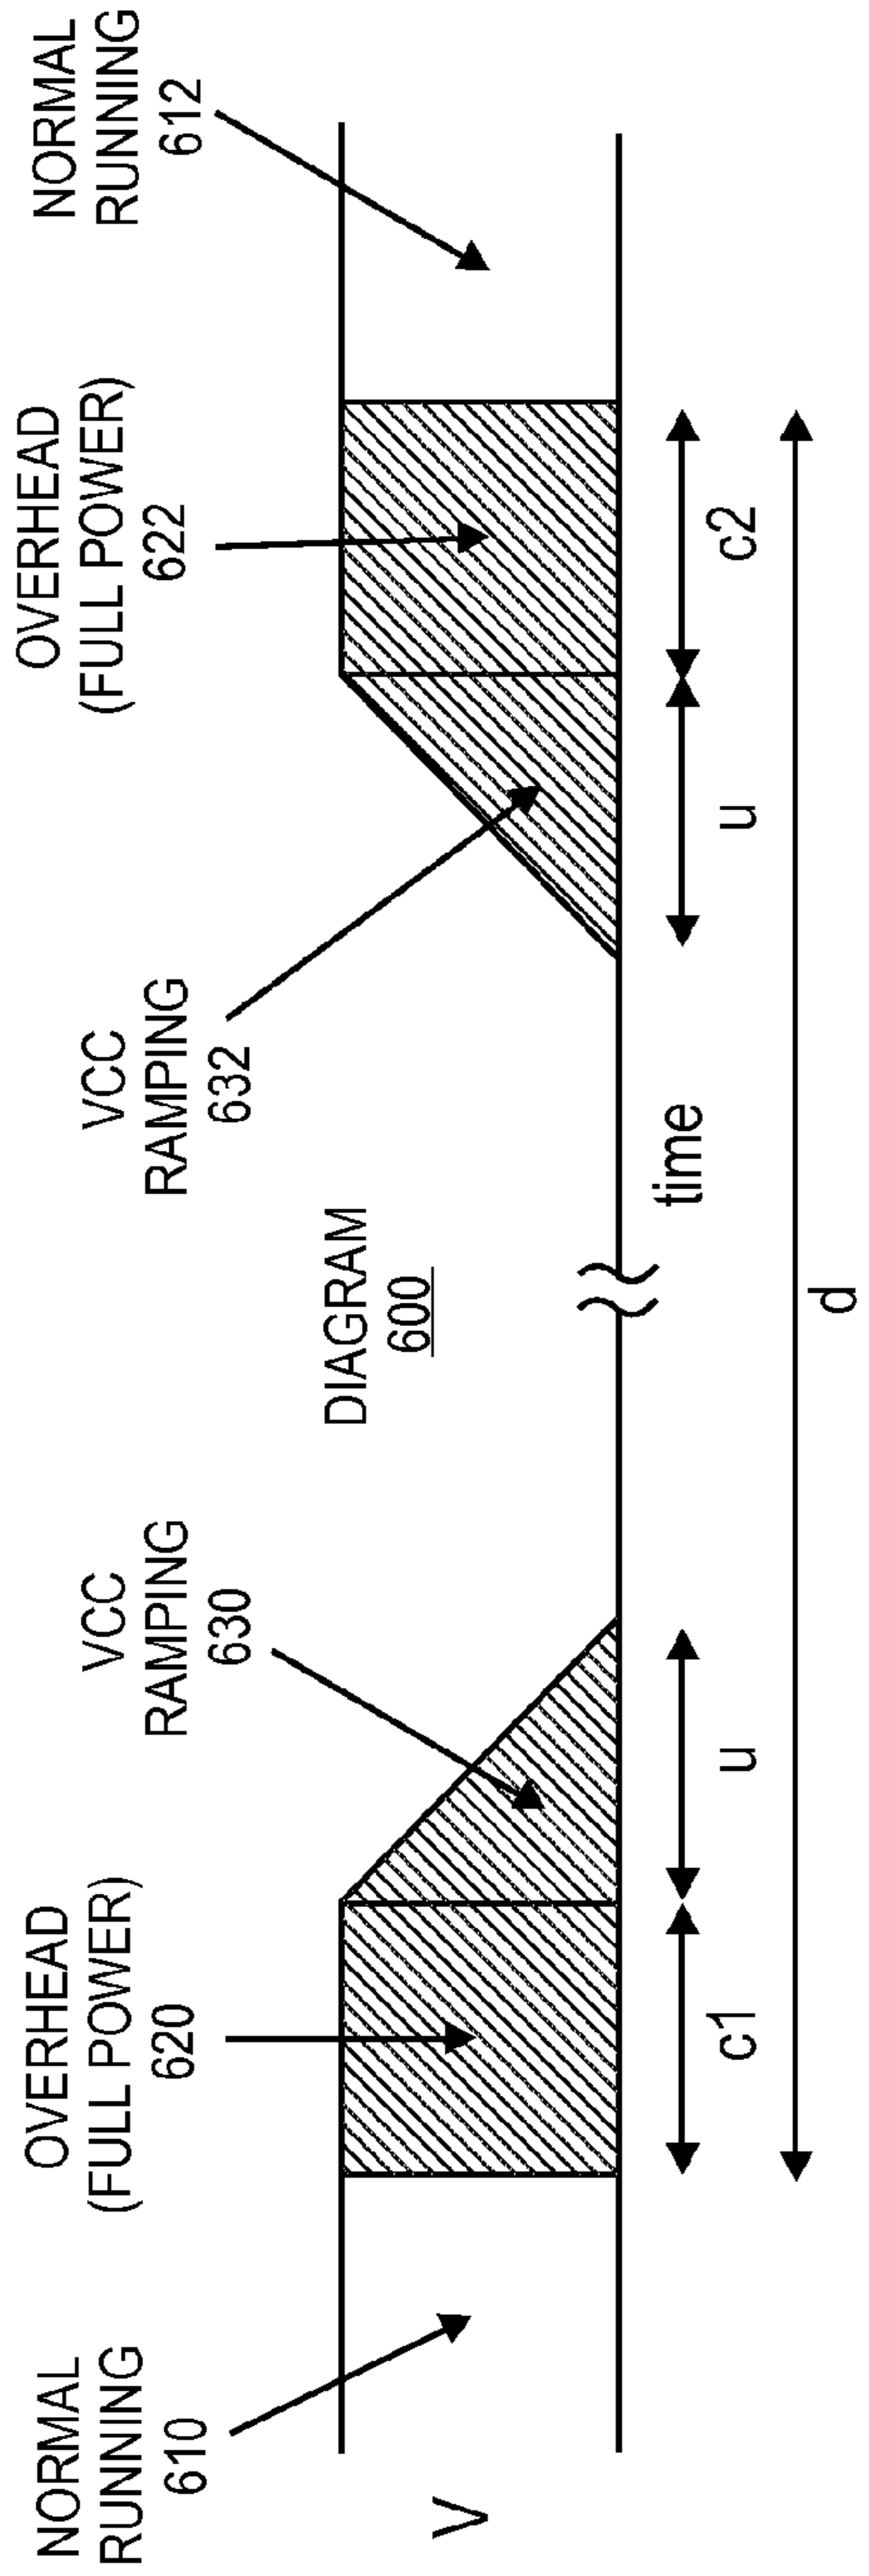 NORMAL
RUNNING
610
OVERHEAD
(FULL POWER)
620
VCC
RAMPING
630
DIAGRAM
600
VCC
RAMPING
632
OVERHEAD
(FULL POWER)
622
NORMAL
RUNNING
612
V
c1
u
time
u
c2
d